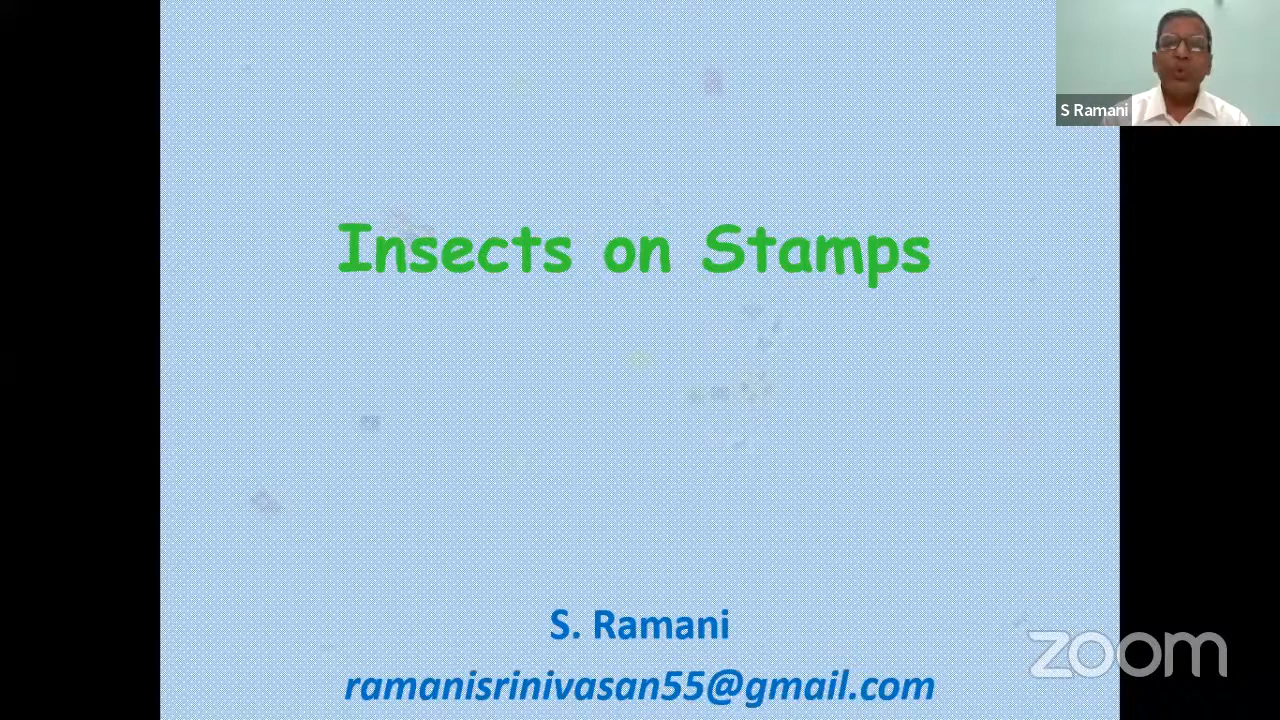 S Ramani
Insects on Stamps
S. Ramani
ramanisrinivasan55@gmail.com
zoom